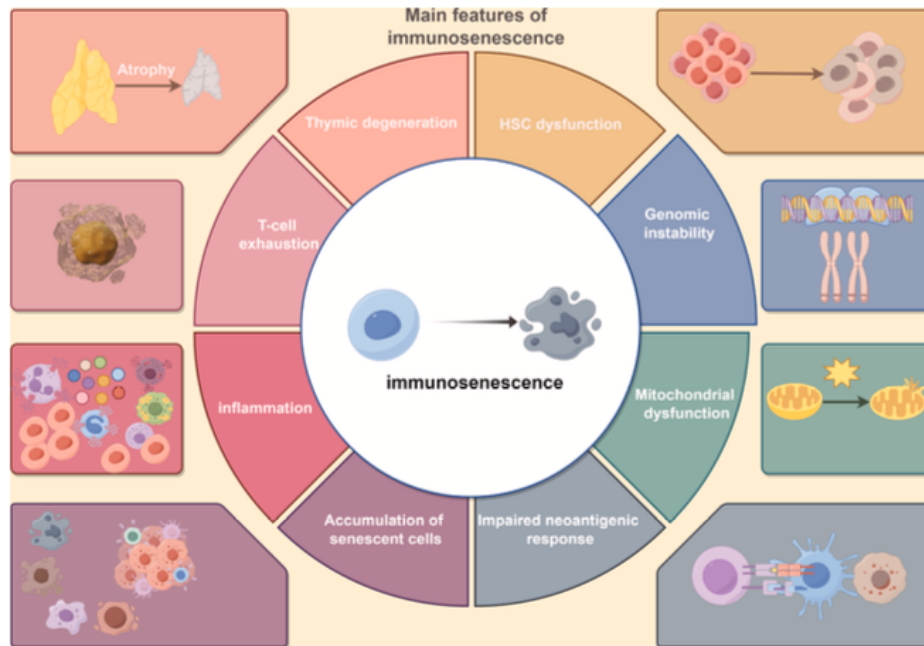 Main features of
immunosenescence
Atrophy
Thymic degeneration
HSC dysfunction
T-cell
exhaustion
Genomic
instability
immunosenescence
inflammation
Mitochondrial
dysfunction
Accumulation of
senescent cells
Impaired neoantigenic
response